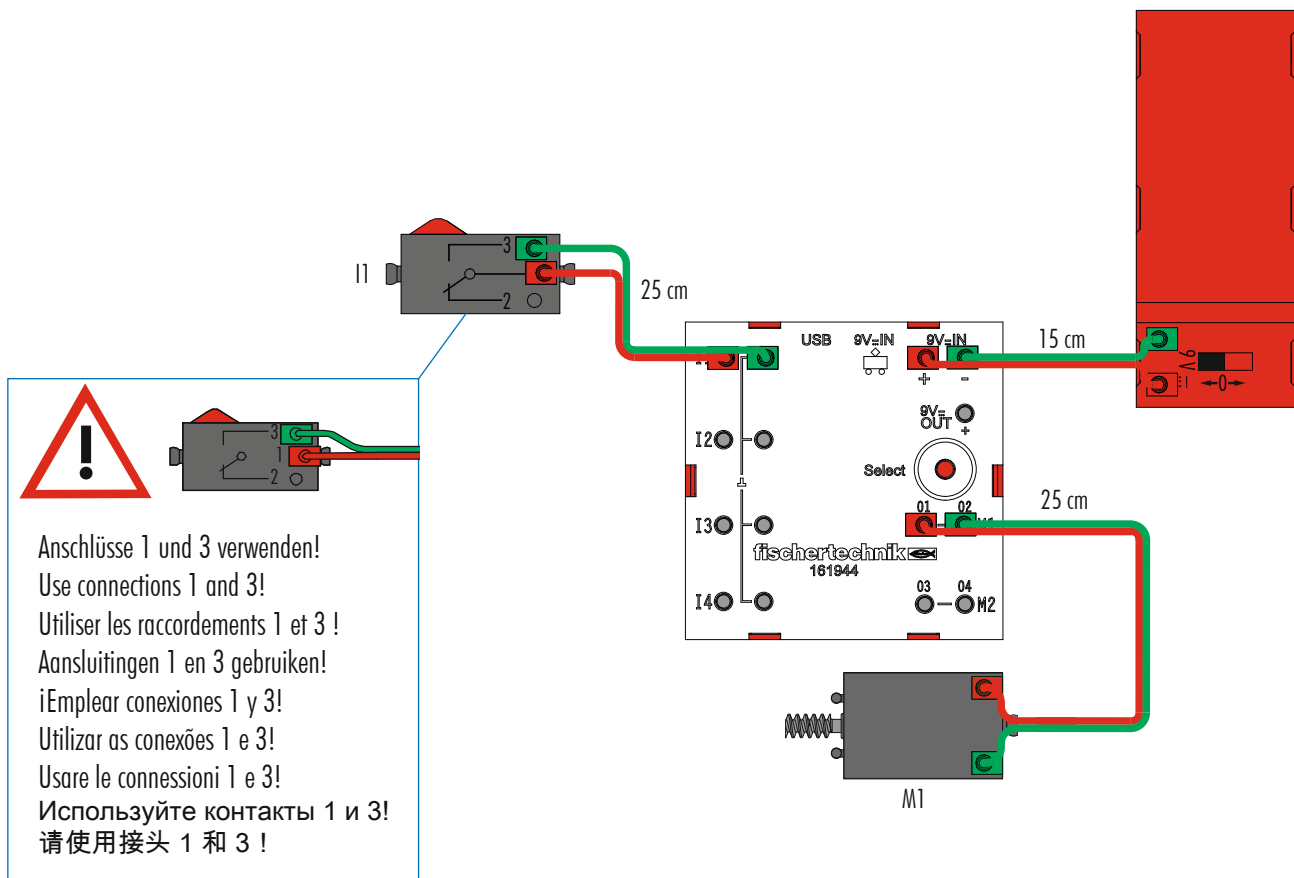 I1
3
2
25 cm
USB 9V=IN 9V=IN
+ -
15 cm
9V
←0→
9V=
OUT +
I2
Select
25 cm
O1 O2
I3
fischertechnik
161944
I4
O3 O4 M2
M1
3
1
2
Anschlüsse 1 und 3 verwenden!
Use connections 1 and 3!
Utiliser les raccordements 1 et 3 !
Aansluitingen 1 en 3 gebruiken!
¡Emplear conexiones 1 y 3!
Utilizar as conexões 1 e 3!
Usare le connessioni 1 e 3!
Используйте контакты 1 и 3!
请使用接头 1 和 3 !